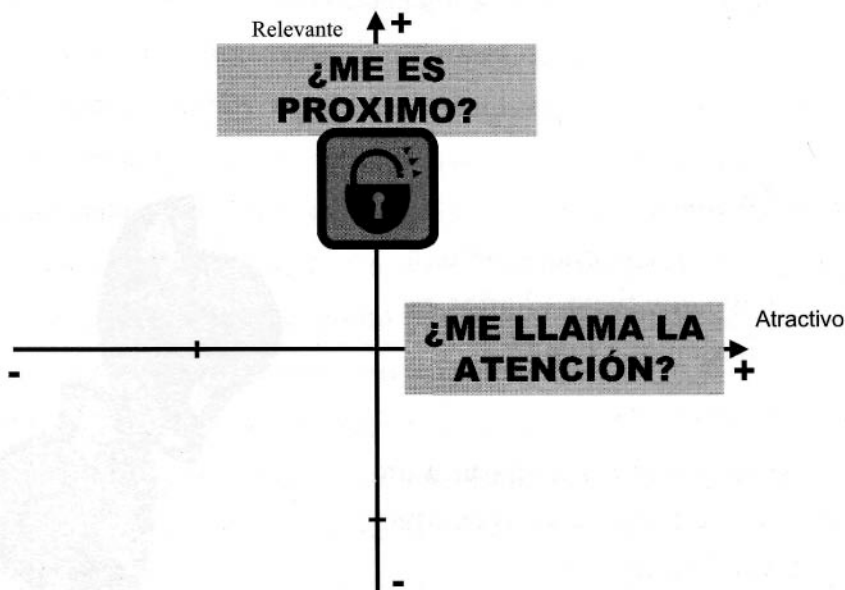 Relevante
+
¿ME ES
PROXIMO?
¿ME LLAMA LA
ATENCIÓN?
Atractivo
-
+
-